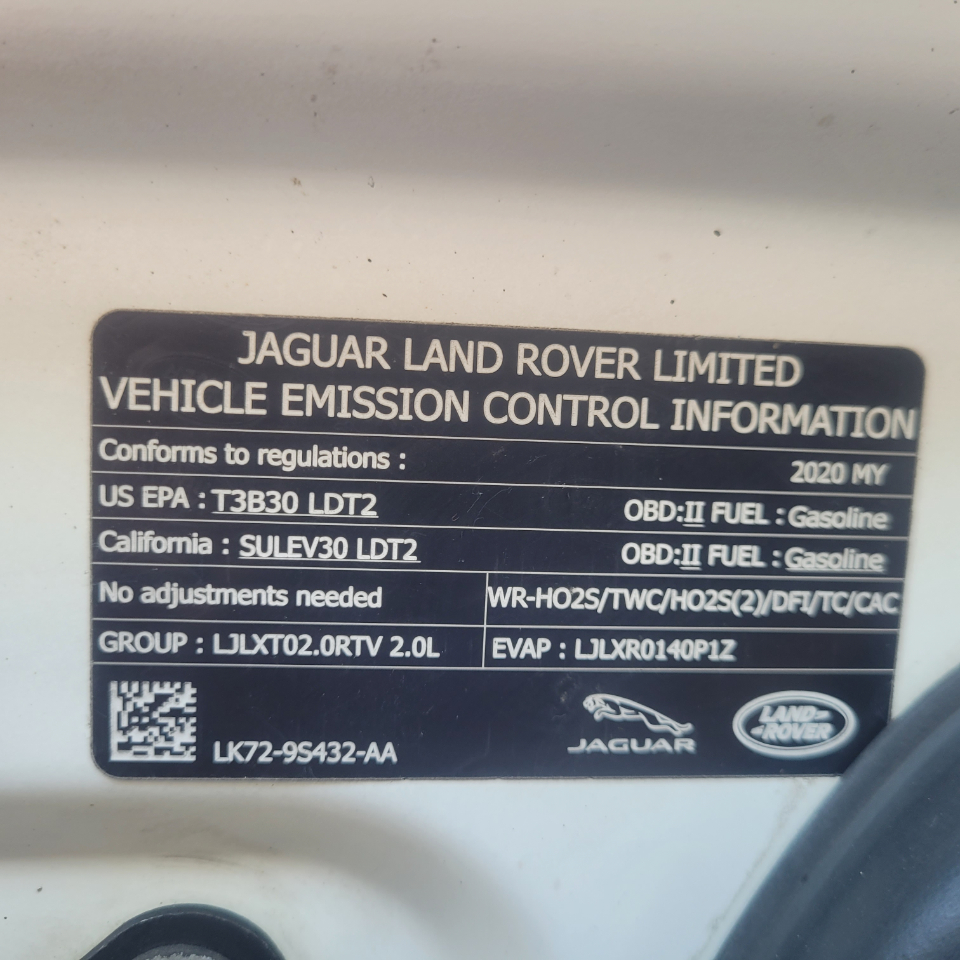 JAGUAR LAND ROVER LIMITED
VEHICLE EMISSION CONTROL INFORMATION
Conforms to regulations : 2020 MY
US EPA : T3B30 LDT2 OBD:II FUEL : Gasoline
California : SULEV30 LDT2 OBD:II FUEL : Gasoline
No adjustments needed WR-HO2S/TWC/HO2S(2)/DFI/TC/CAC
GROUP : LJLXT02.0RTV 2.0L EVAP : LJLXR0140P1Z
LK72-9S432-AA JAGUAR LAND ROVER